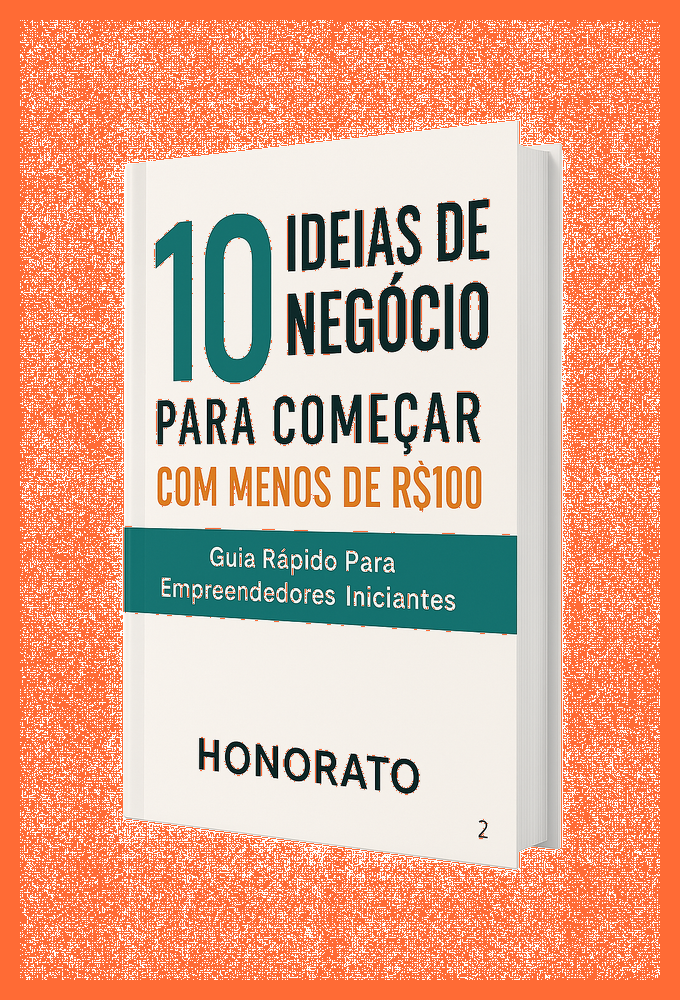 10 IDEIAS DE
NEGÓCIO
PARA COMEÇAR
COM MENOS DE R$100
Guia Rápido Para
Empreendedores Iniciantes
HONORATO
2